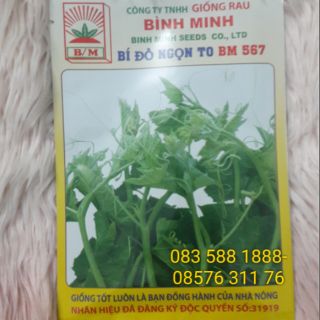 CÔNG TY TNHH GIỐNG RAU
BÌNH MINH
BINH MINH SEEDS CO., LTD
B/M
BÍ ĐỎ NGỌN TO BM 567
083 588 1888-
08576 311 76
GIỐNG TỐT LUÔN LÀ BẠN ĐỒNG HÀNH CỦA NHÀ NÔNG
NHÃN HIỆU ĐÃ ĐĂNG KÝ ĐỘC QUYỀN SỐ:31919